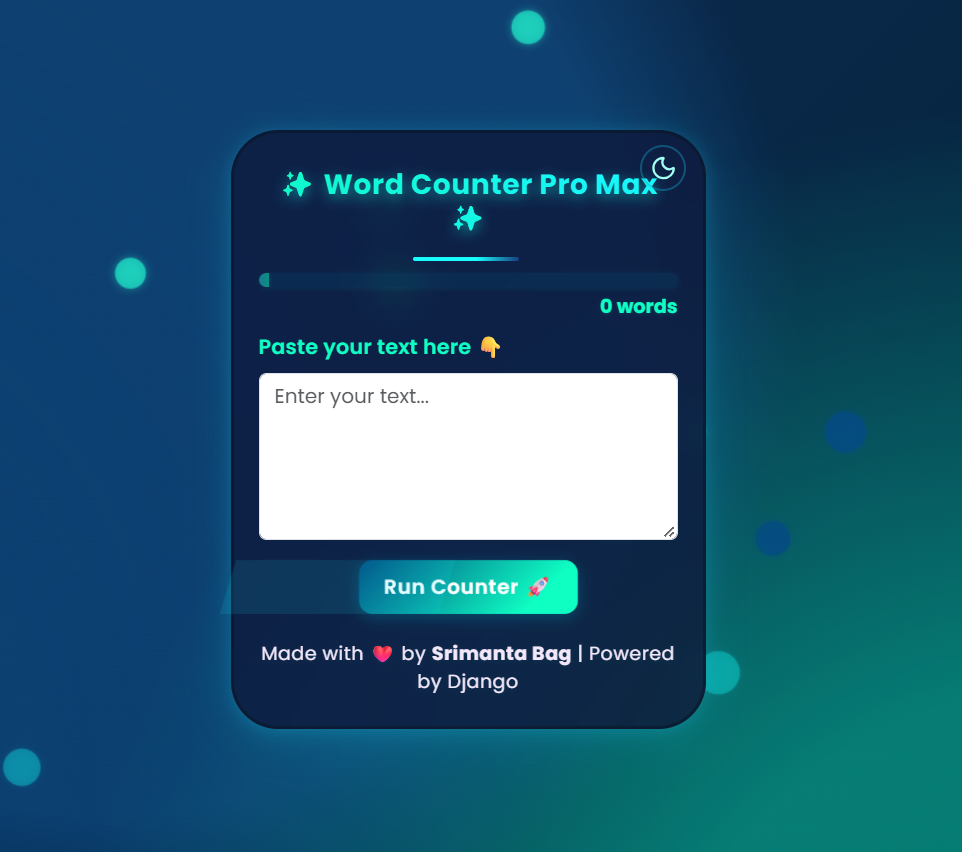 ✨ Word Counter Pro Max
✨
0 words
Paste your text here 👇
Enter your text...
Run Counter 🚀
Made with ❤️ by Srimanta Bag | Powered
by Django